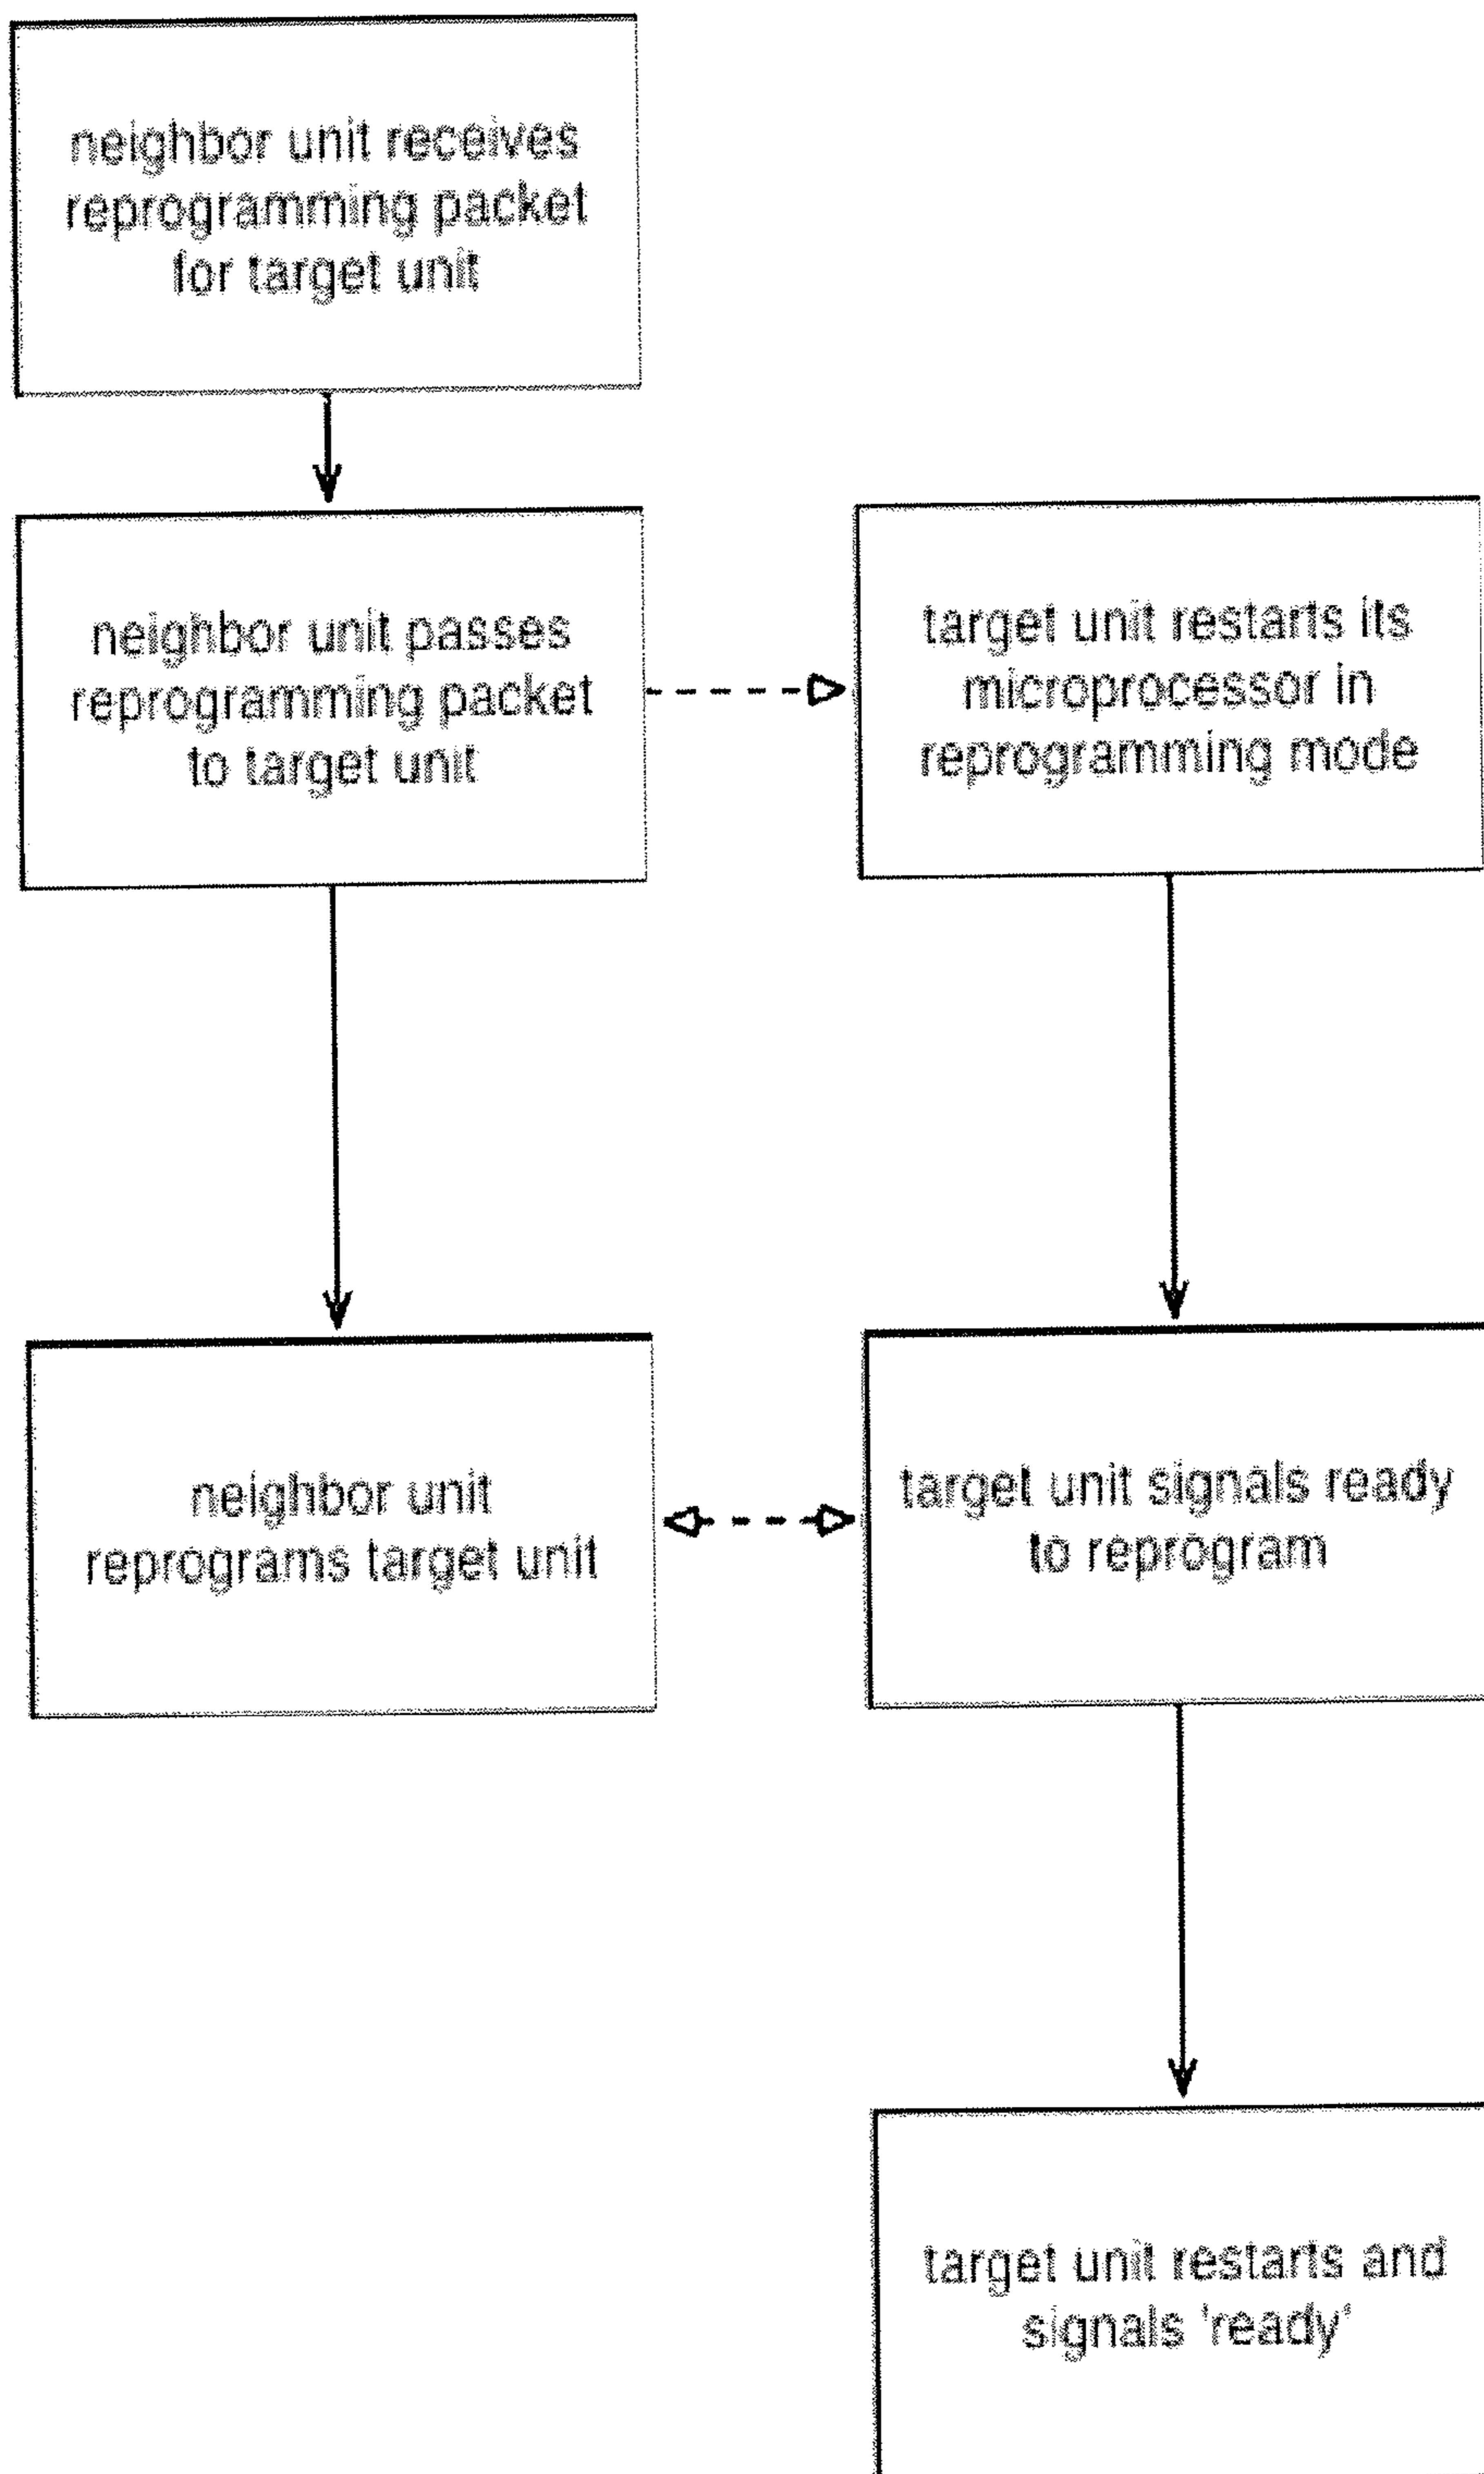 neighbor unit receives
reprogramming packet
for target unit
neighbor unit passes
reprogramming packet
to target unit
target unit restarts its
microprocessor in
reprogramming mode
neighbor unit
reprograms target unit
target unit signals ready
to reprogram
target unit restarts and
signals 'ready'